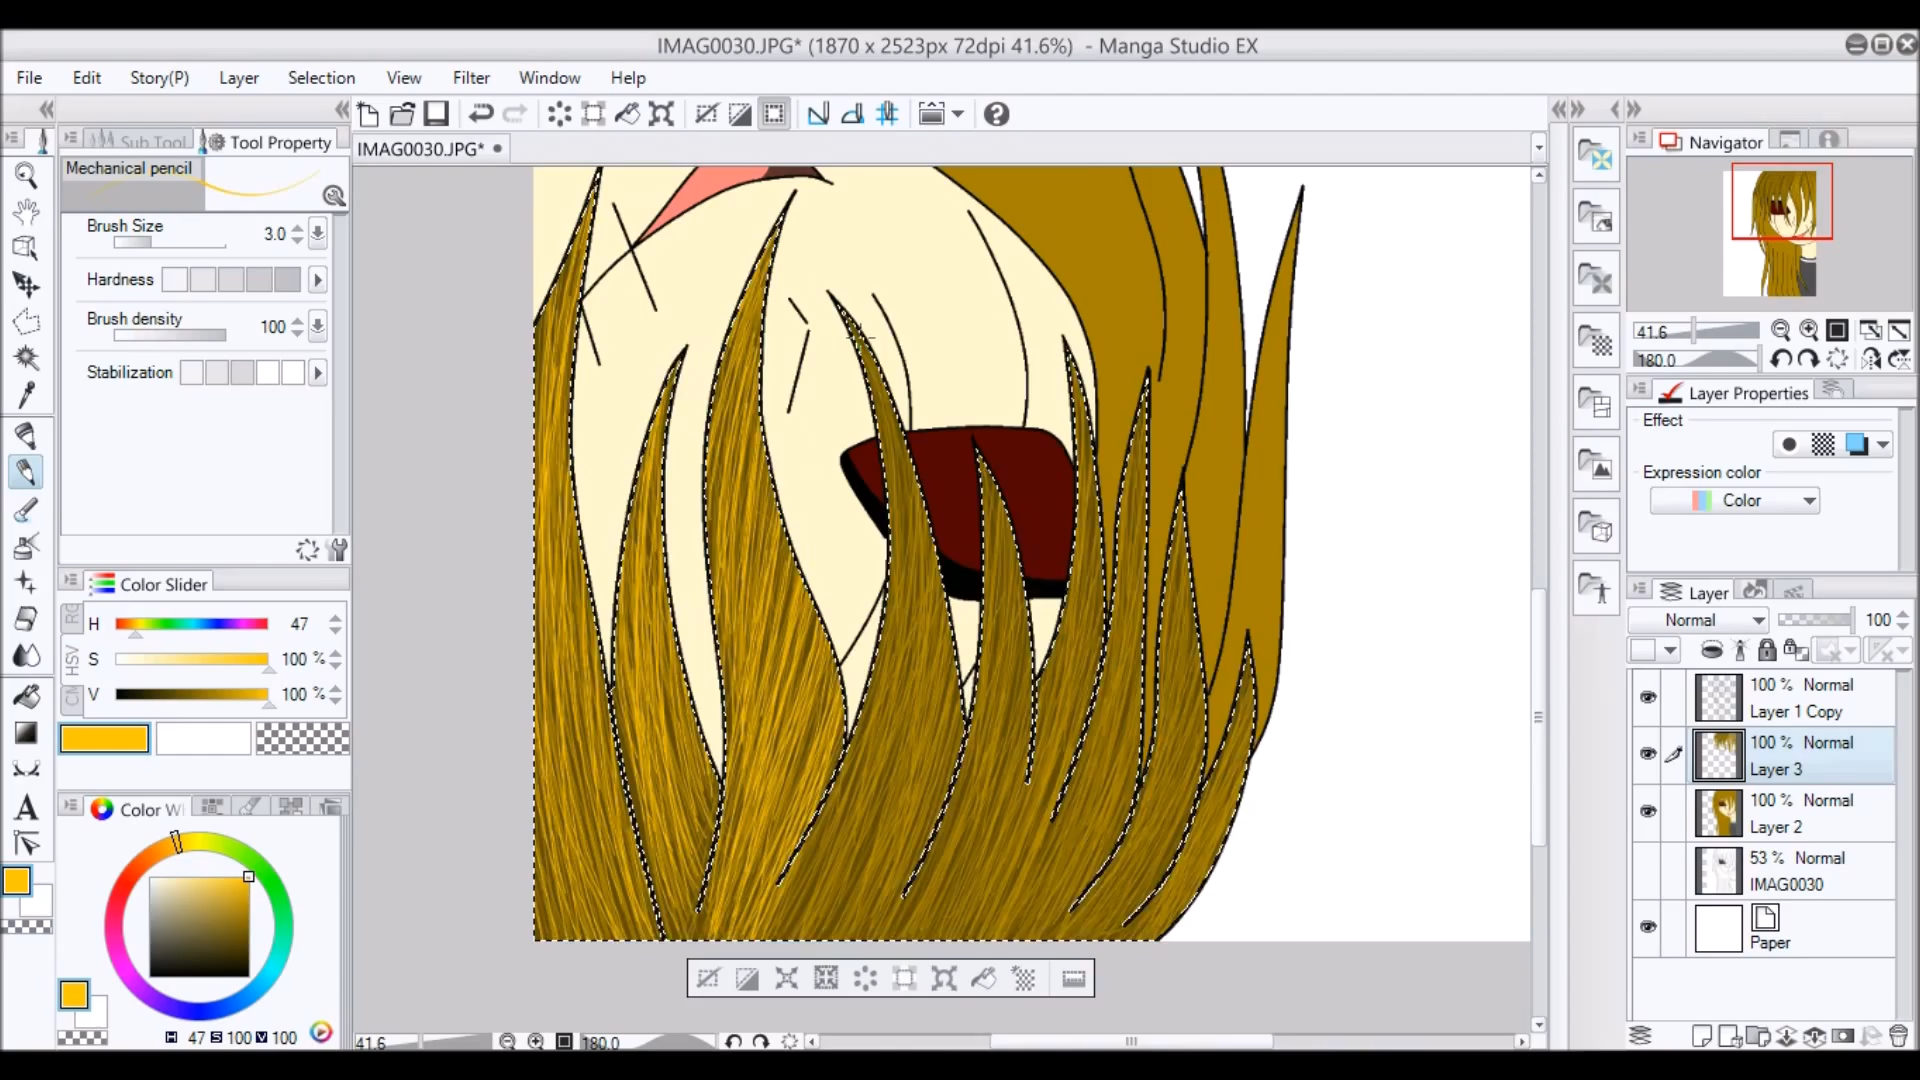 IMAG0030.JPG* (1870 x 2523px 72dpi 41.6%) - Manga Studio EX
File Edit Story(P) Layer Selection View Filter Window Help
Sub Tool Tool Property
IMAG0030.JPG*
Navigator
Mechanical pencil
Brush Size 3.0
Hardness
Brush density 100
Stabilization
41.6
180.0
Layer Properties
Effect
Expression color
Color
Color Slider
H 47
S 100 %
V 100 %
HSV
Layer
Normal 100
100 % Normal
Layer 1 Copy
100 % Normal
Layer 3
100 % Normal
Layer 2
53 % Normal
IMAG0030
Paper
Color W
H 47 S 100 V 100
41.6 180.0